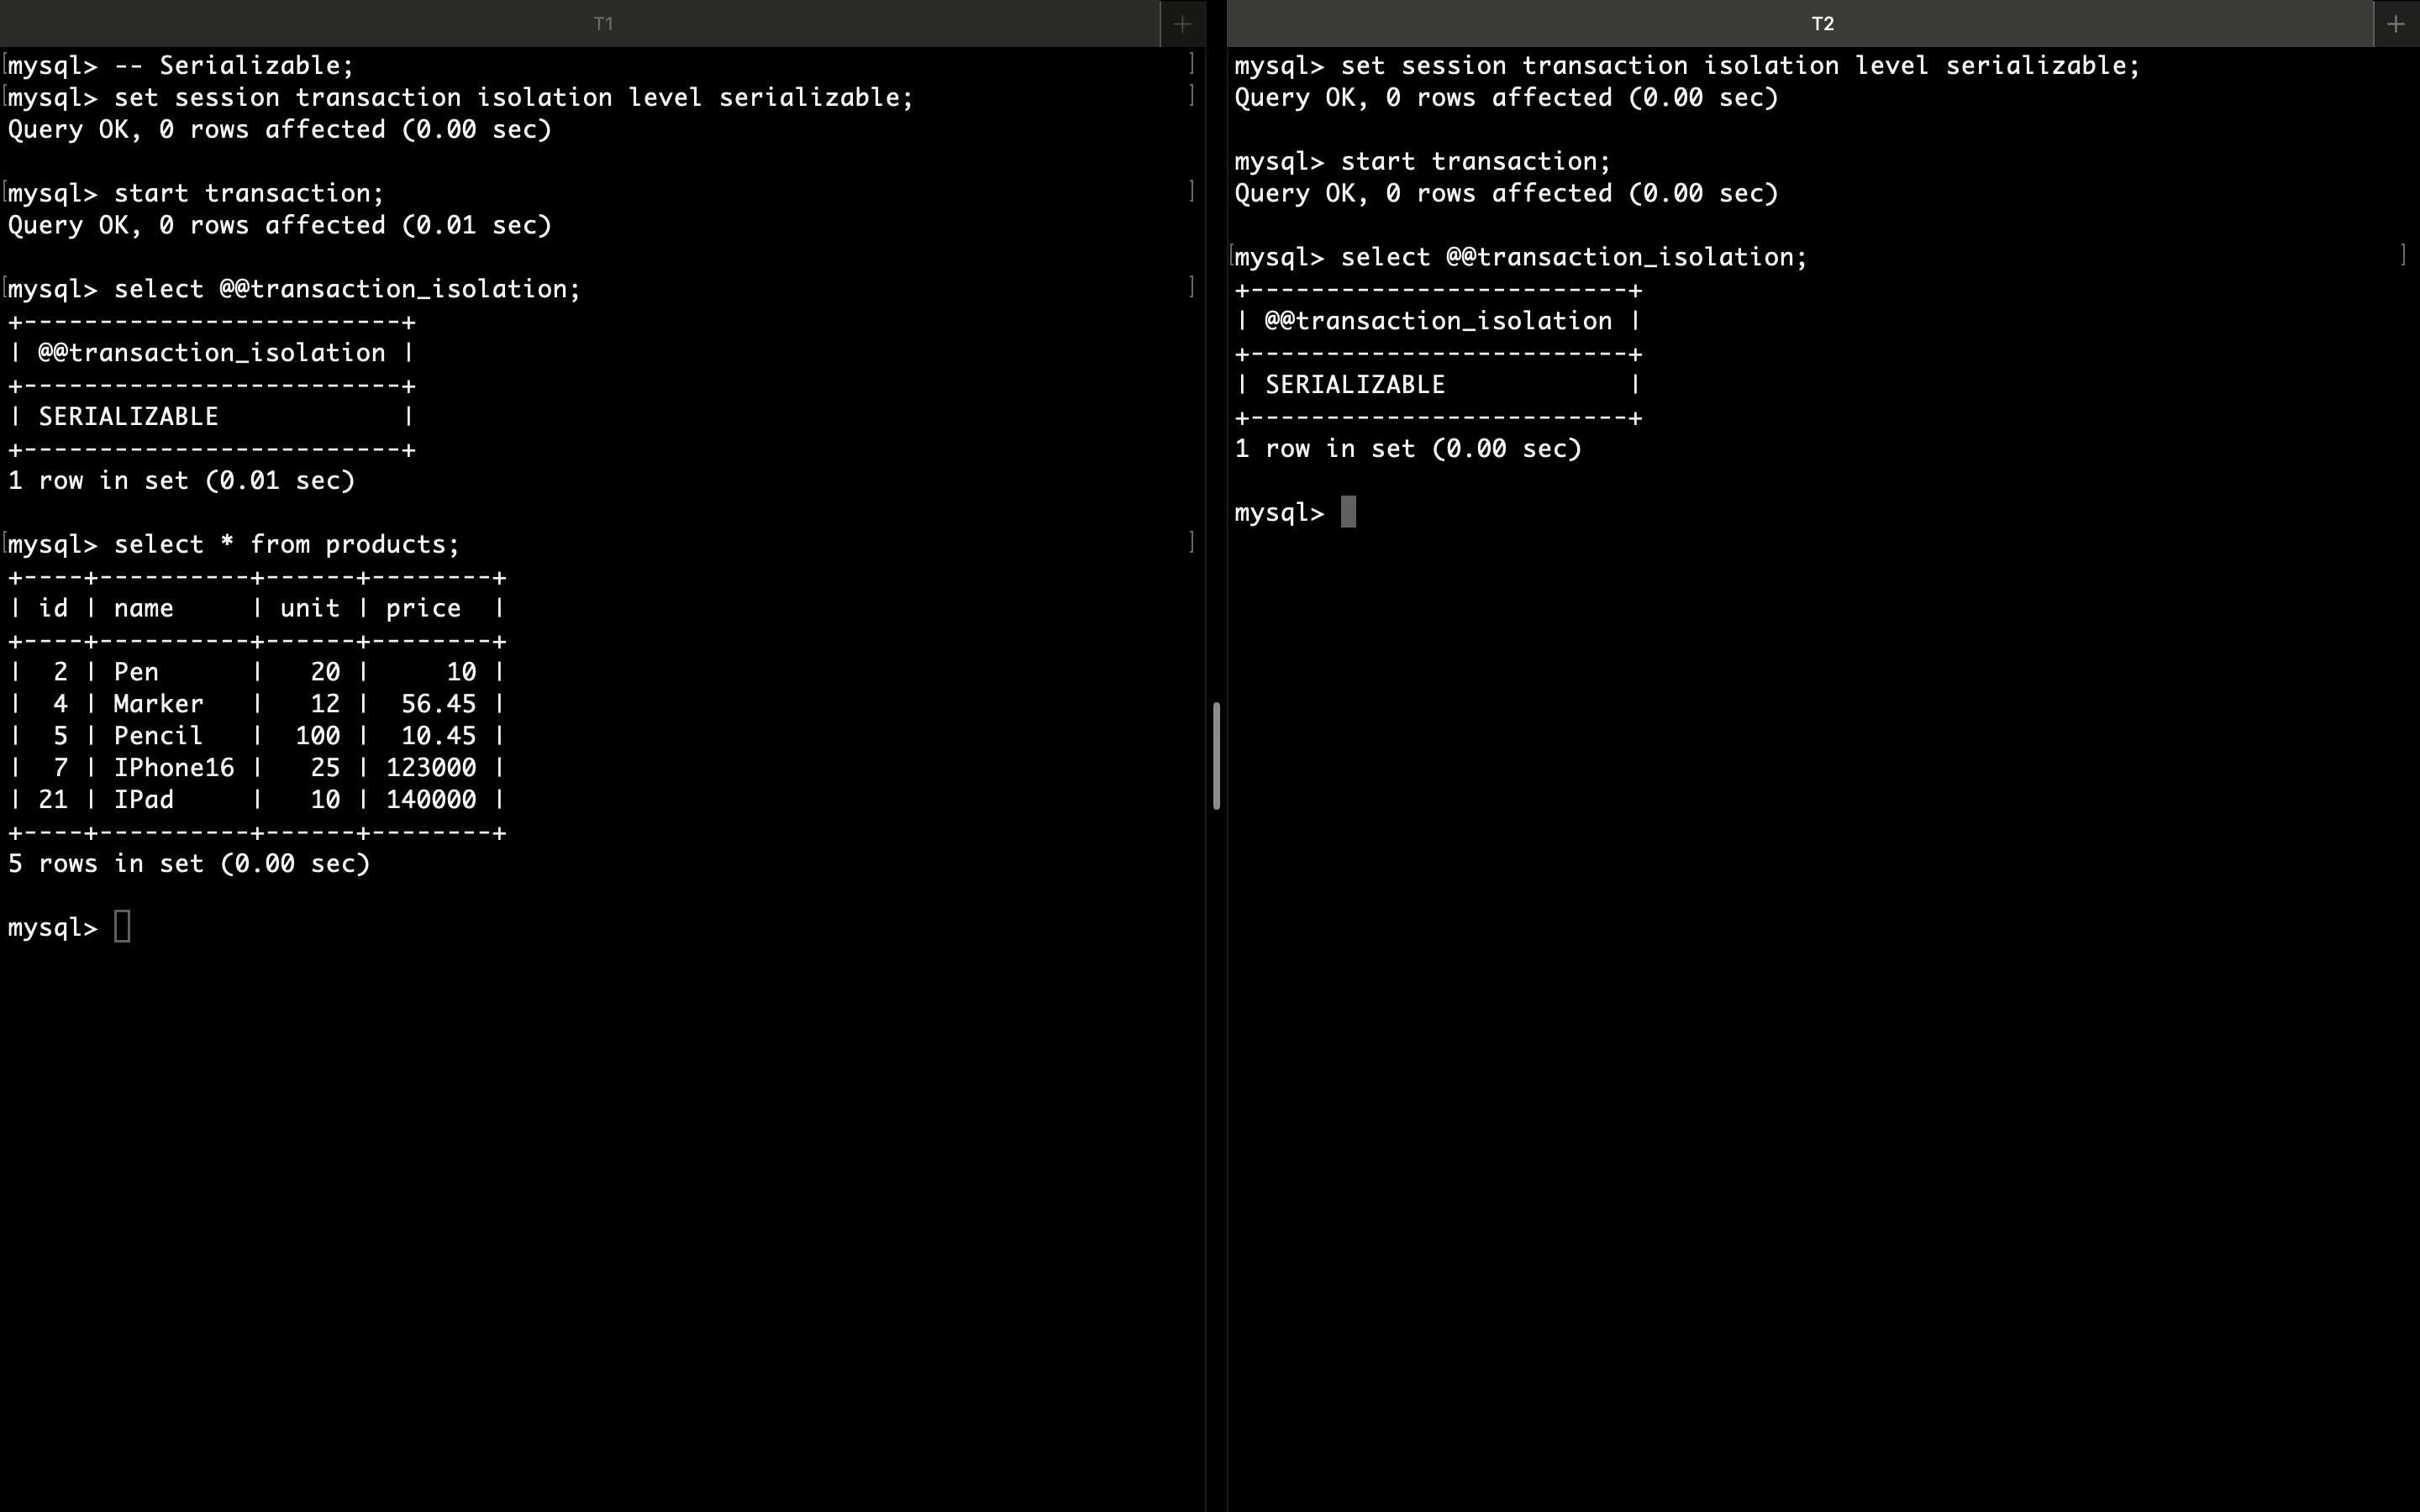 T1
mysql> -- Serializable;
mysql> set session transaction isolation level serializable;
Query OK, 0 rows affected (0.00 sec)
mysql> start transaction;
Query OK, 0 rows affected (0.01 sec)
mysql> select @@transaction_isolation;
+-------------------------+
| @@transaction_isolation |
+-------------------------+
| SERIALIZABLE            |
+-------------------------+
1 row in set (0.01 sec)
mysql> select * from products;
+----+----------+------+--------+
| id | name     | unit | price  |
+----+----------+------+--------+
|  2 | Pen      |   20 |     10 |
|  4 | Marker   |   12 |  56.45 |
|  5 | Pencil   |  100 |  10.45 |
|  7 | IPhone16 |   25 | 123000 |
| 21 | IPad     |   10 | 140000 |
+----+----------+------+--------+
5 rows in set (0.00 sec)
mysql>
T2
mysql> set session transaction isolation level serializable;
Query OK, 0 rows affected (0.00 sec)
mysql> start transaction;
Query OK, 0 rows affected (0.00 sec)
mysql> select @@transaction_isolation;
+-------------------------+
| @@transaction_isolation |
+-------------------------+
| SERIALIZABLE            |
+-------------------------+
1 row in set (0.00 sec)
mysql>